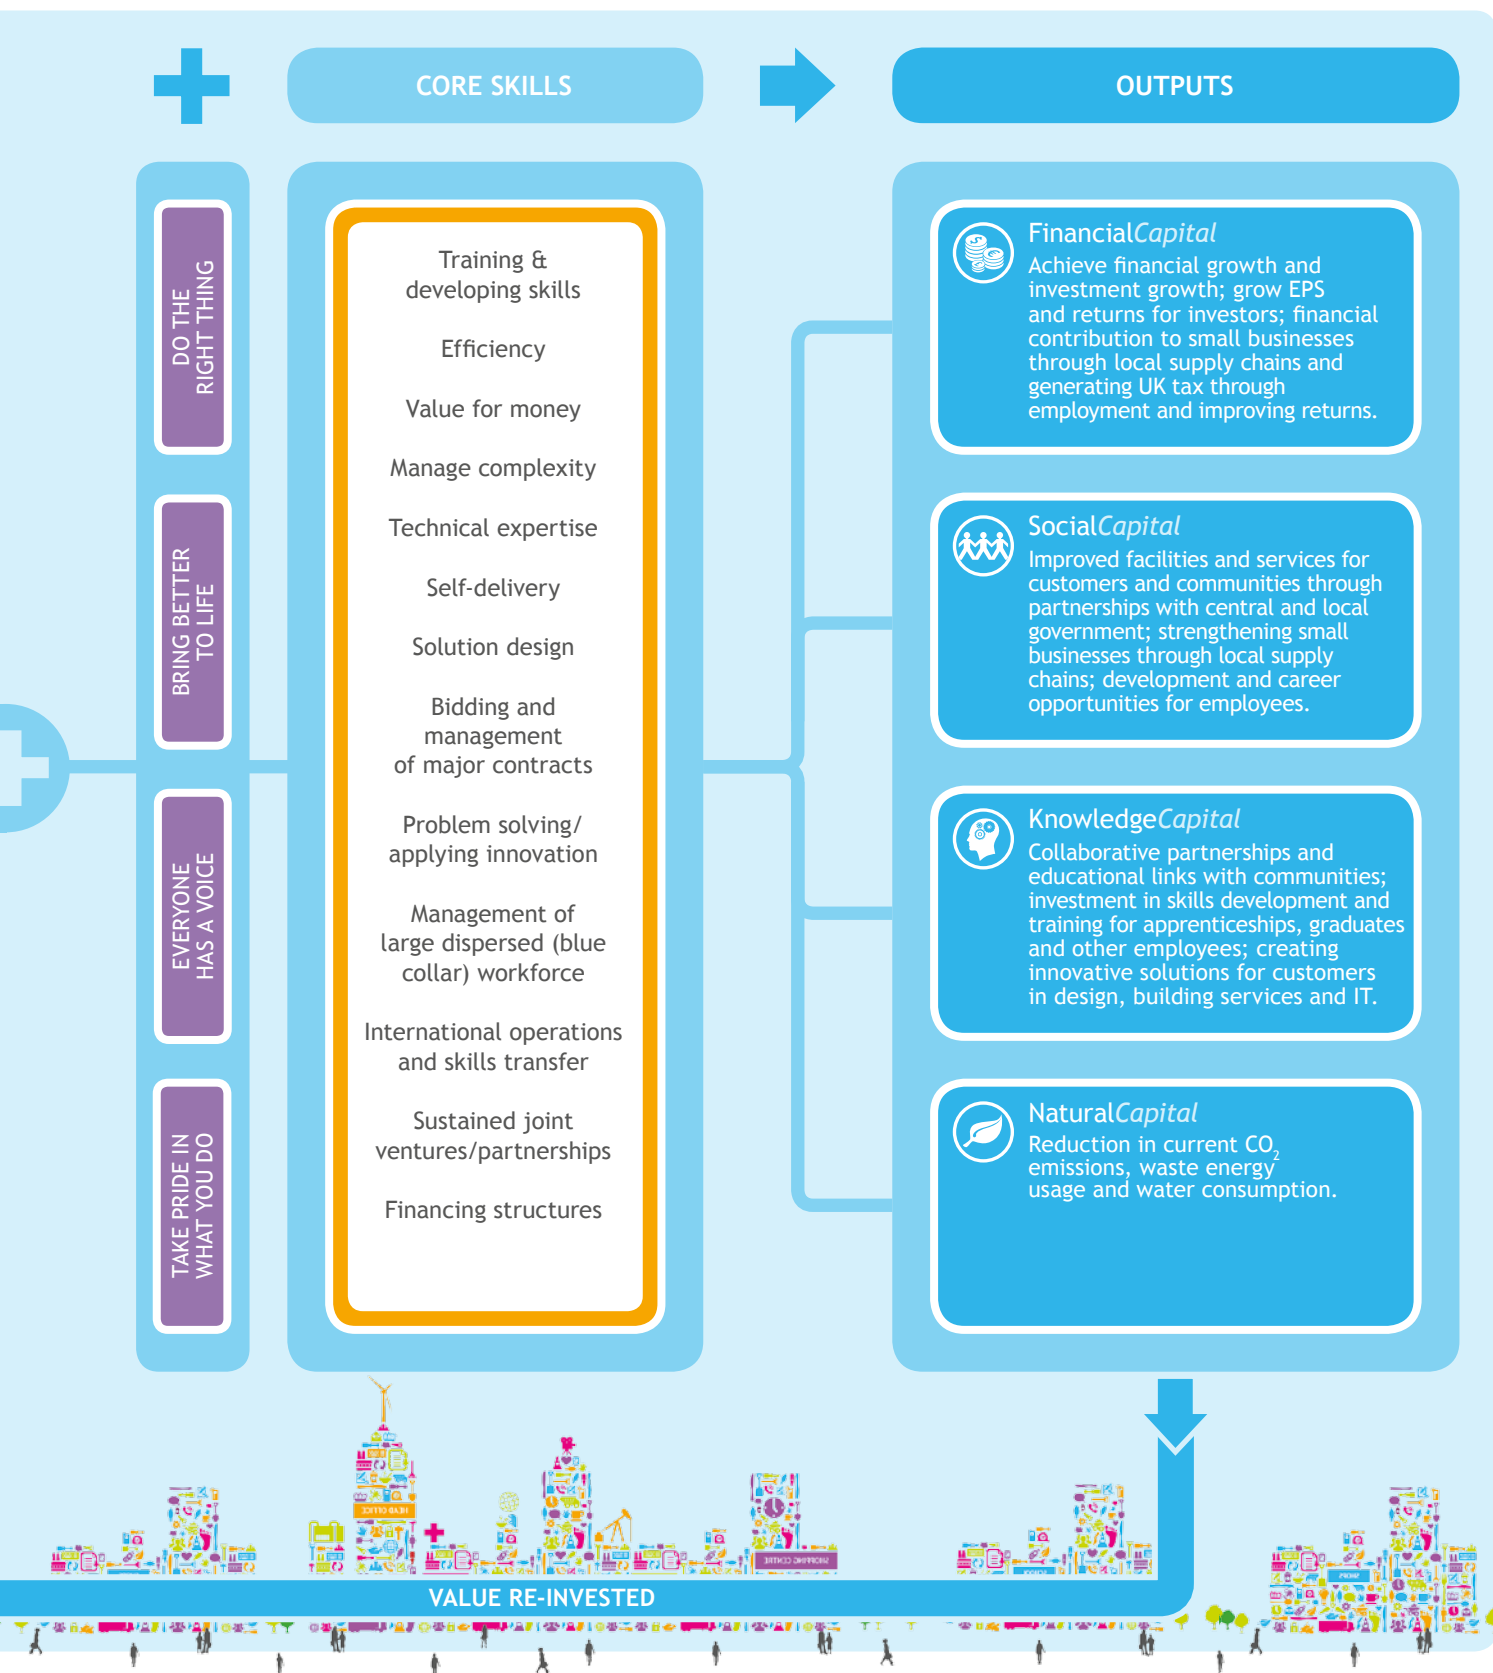 CORE SKILLS
OUTPUTS
DO THE
RIGHT THING
BRING BETTER
TO LIFE
EVERYONE
HAS A VOICE
TAKE PRIDE IN
WHAT YOU DO
Training &
developing skills
Efficiency
Value for money
Manage complexity
Technical expertise
Self-delivery
Solution design
Bidding and
management
of major contracts
Problem solving/
applying innovation
Management of
large dispersed (blue
collar) workforce
International operations
and skills transfer
Sustained joint
ventures/partnerships
Financing structures
FinancialCapital
Achieve financial growth and
investment growth; grow EPS
and returns for investors; financial
contribution to small businesses
through local supply chains and
generating UK tax through
employment and improving returns.
SocialCapital
Improved facilities and services for
customers and communities through
partnerships with central and local
government; strengthening small
businesses through local supply
chains; development and career
opportunities for employees.
KnowledgeCapital
Collaborative partnerships and
educational links with communities;
investment in skills development and
training for apprenticeships, graduates
and other employees; creating
innovative solutions for customers
in design, building services and IT.
NaturalCapital
Reduction in current CO₂
emissions, waste energy
usage and water consumption.
HEAD OFFICE
SHOPPING CENTRE
SHOPS
VALUE RE-INVESTED